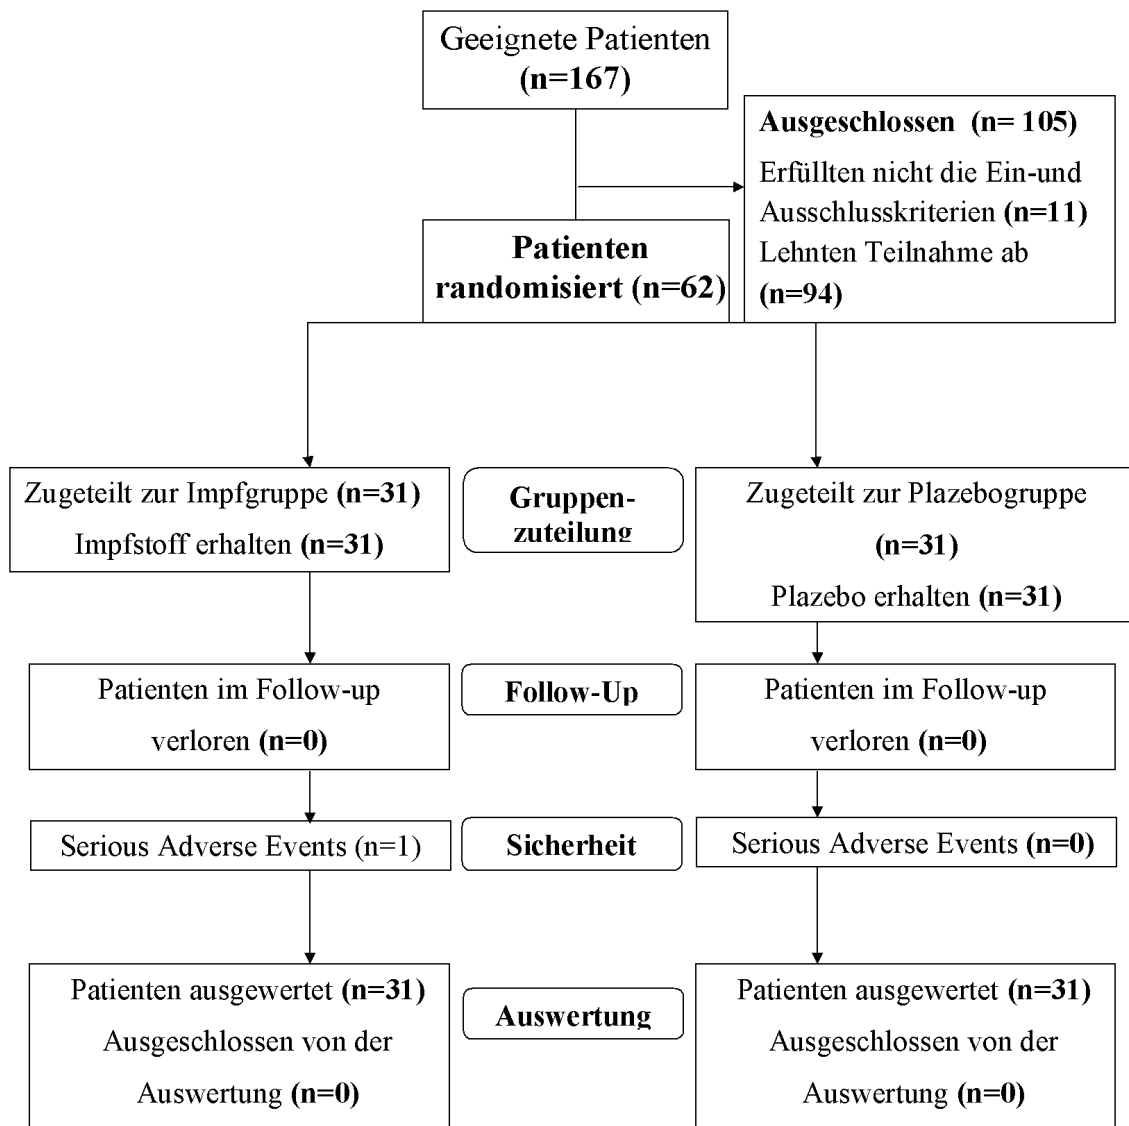 Geeignete Patienten
(n=167)
Ausgeschlossen (n= 105)
Erfüllten nicht die Ein-und
Ausschlusskriterien (n=11)
Lehnten Teilnahme ab
(n=94)
Patienten
randomisiert (n=62)
Zugeteilt zur Impfgruppe (n=31)
Impfstoff erhalten (n=31)
Gruppen-
zuteilung
Zugeteilt zur Plazebogruppe
(n=31)
Plazebo erhalten (n=31)
Patienten im Follow-up
verloren (n=0)
Follow-Up
Patienten im Follow-up
verloren (n=0)
Serious Adverse Events (n=1)
Sicherheit
Serious Adverse Events (n=0)
Patienten ausgewertet (n=31)
Ausgeschlossen von der
Auswertung (n=0)
Auswertung
Patienten ausgewertet (n=31)
Ausgeschlossen von der
Auswertung (n=0)